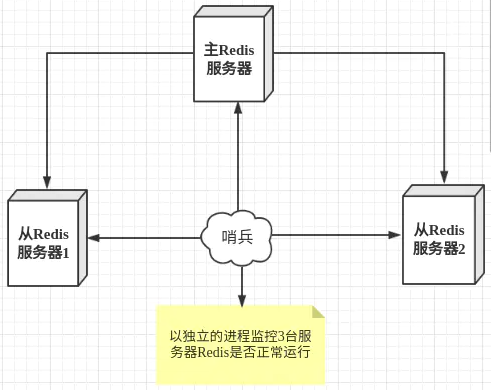 主Redis
服务器
从Redis
服务器1
哨兵
从Redis
服务器2
以独立的进程监控3台服
务器Redis是否正常运行